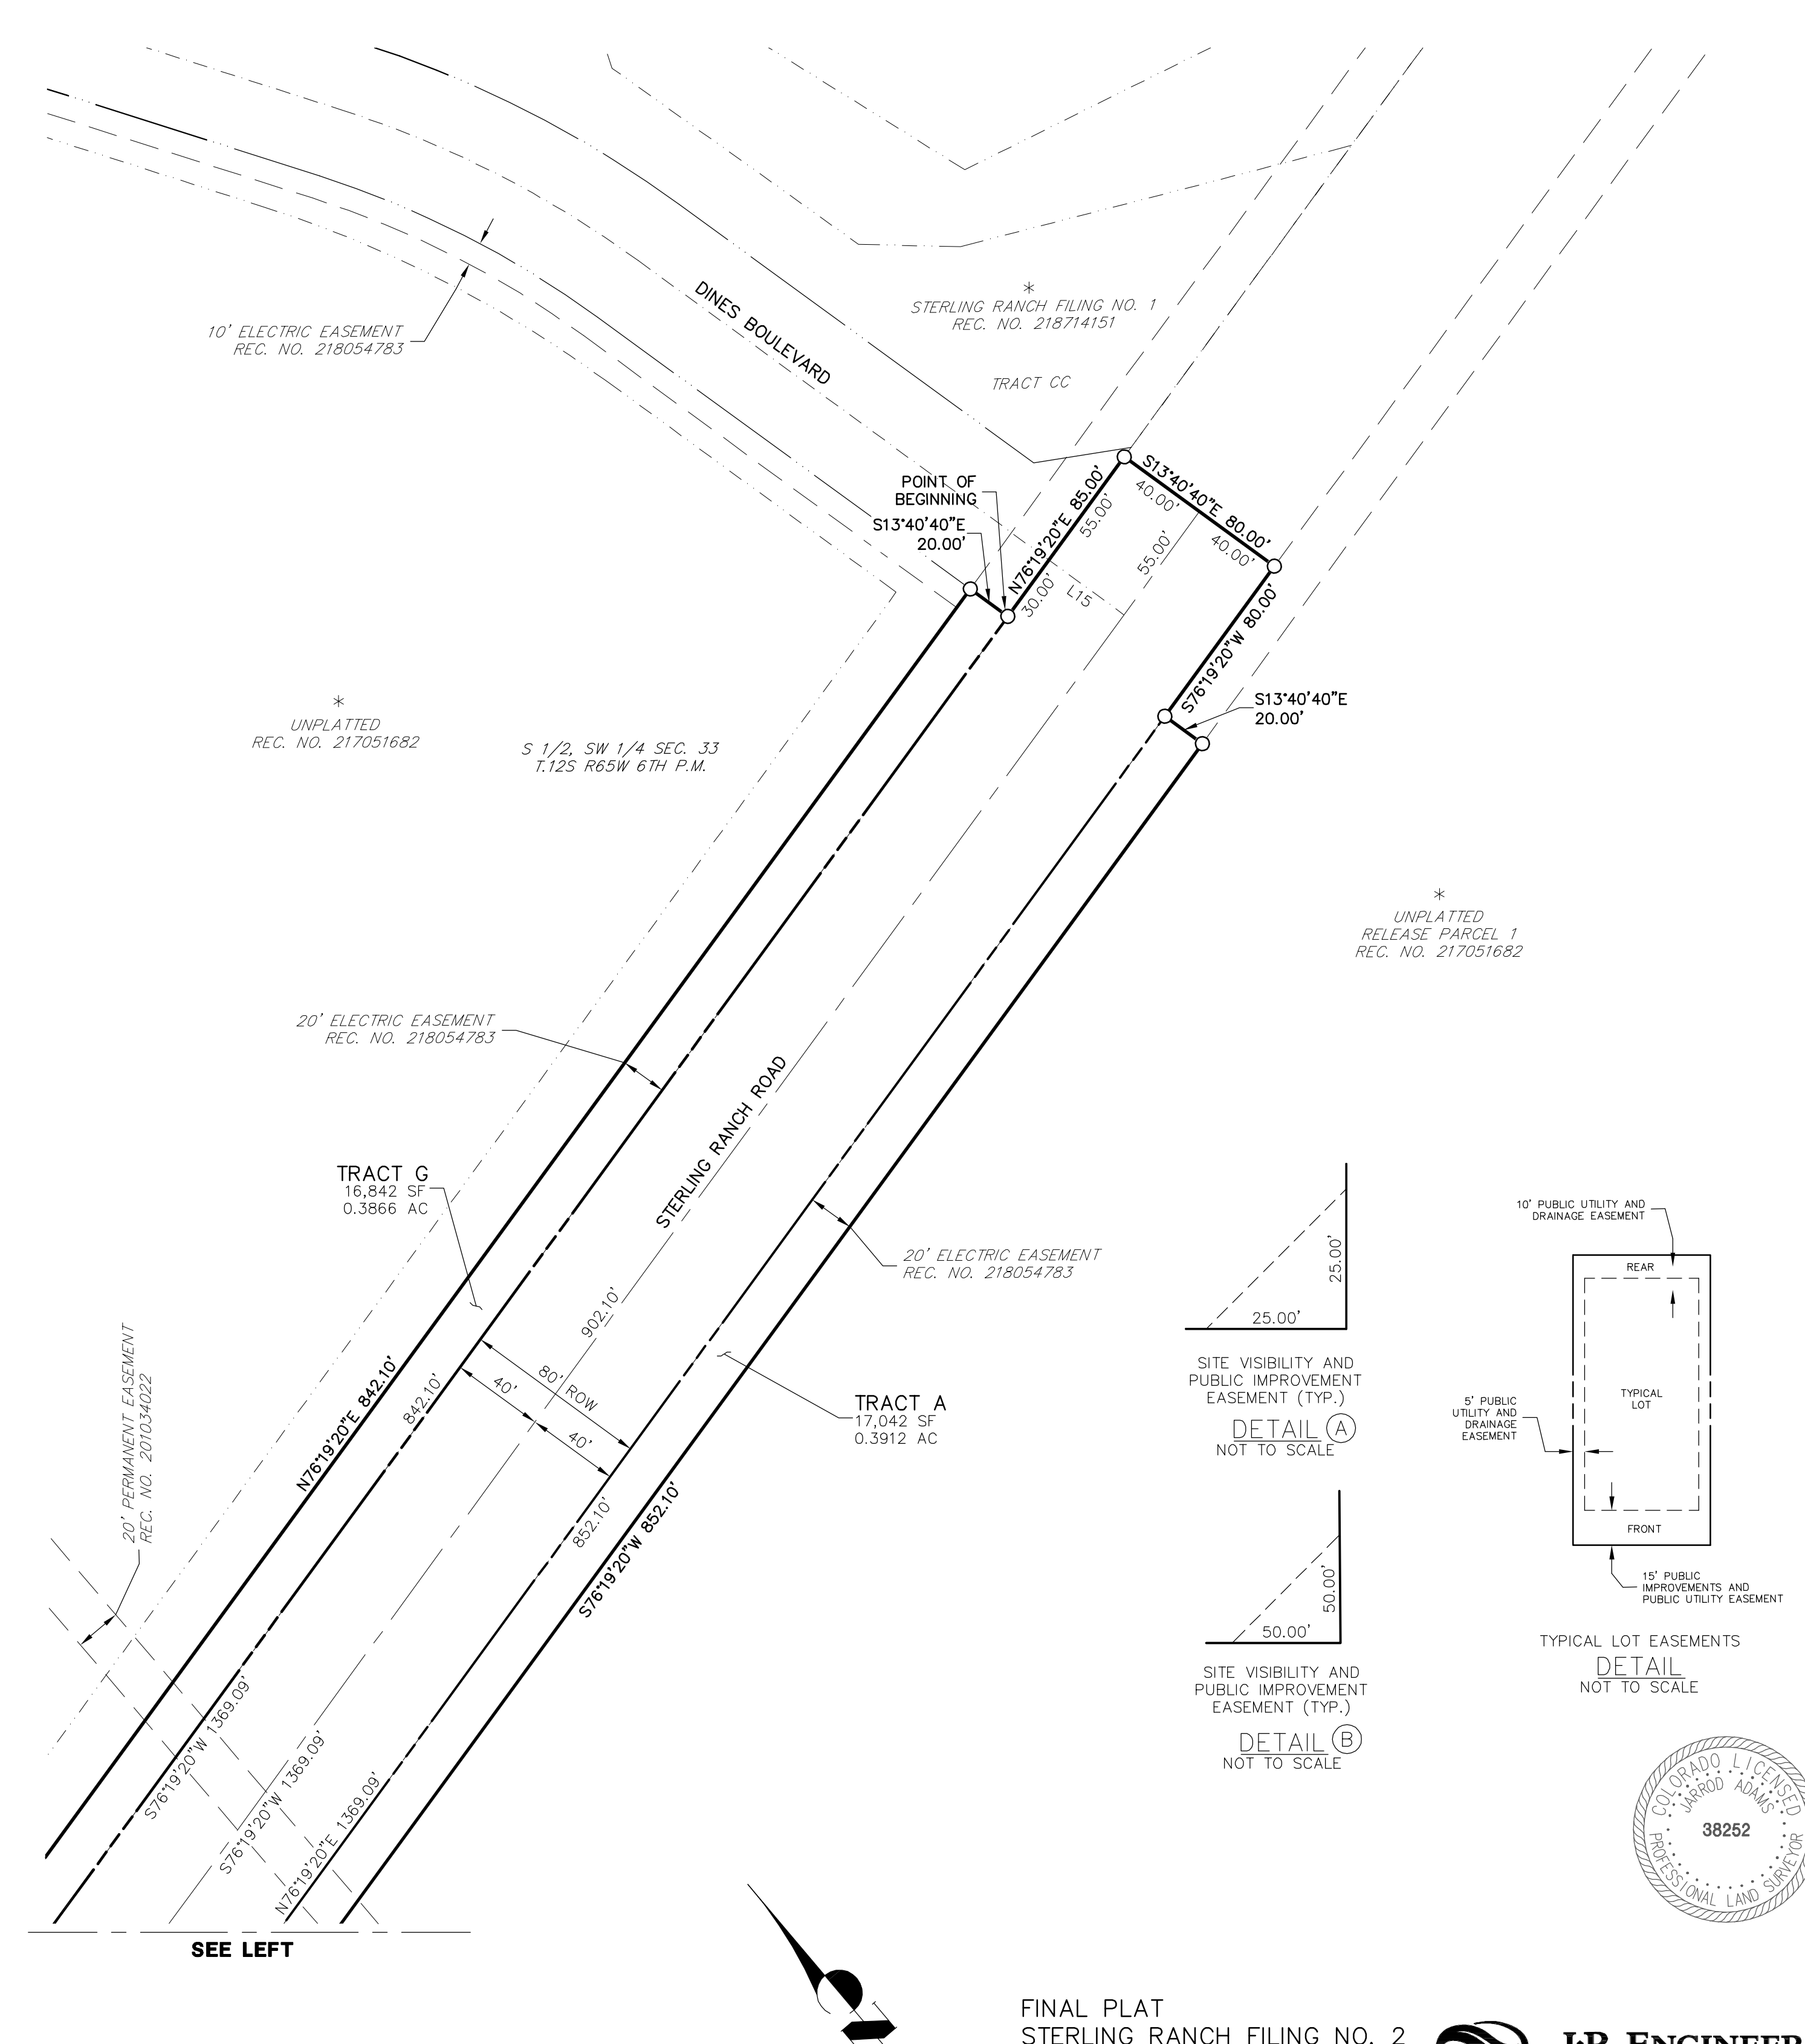 DINES BOULEVARD
*
STERLING RANCH FILING NO. 1
REC. NO. 218714151
TRACT CC
10' ELECTRIC EASEMENT
REC. NO. 218054783
POINT OF
BEGINNING
S13°40'40"E
20.00'
N76°19'20"E 85.00'
55.00'
30.00'
S13°40'40"E 80.00'
40.00'
40.00'
55.00'
L15
S76°19'20"W 80.00'
S13°40'40"E
20.00'
*
UNPLATTED
REC. NO. 217051682
S 1/2, SW 1/4 SEC. 33
T.12S R65W 6TH P.M.
*
UNPLATTED
RELEASE PARCEL 1
REC. NO. 217051682
20' ELECTRIC EASEMENT
REC. NO. 218054783
STERLING RANCH ROAD
TRACT G
16,842 SF
0.3866 AC
20' ELECTRIC EASEMENT
REC. NO. 218054783
902.10'
80' ROW
40'
40'
N76°19'20"E 842.10'
842.10'
TRACT A
17,042 SF
0.3912 AC
852.10'
S76°19'20"W 852.10'
20' PERMANENT EASEMENT
REC. NO. 201034022
S76°19'20"W 1369.09'
S76°19'20"W 1369.09'
N76°19'20"E 1369.09'
SEE LEFT
25.00'
25.00'
SITE VISIBILITY AND
PUBLIC IMPROVEMENT
EASEMENT (TYP.)
DETAIL A
NOT TO SCALE
50.00'
50.00'
SITE VISIBILITY AND
PUBLIC IMPROVEMENT
EASEMENT (TYP.)
DETAIL B
NOT TO SCALE
10' PUBLIC UTILITY AND
DRAINAGE EASEMENT
REAR
5' PUBLIC
UTILITY AND
DRAINAGE
EASEMENT
TYPICAL
LOT
FRONT
15' PUBLIC
IMPROVEMENTS AND
PUBLIC UTILITY EASEMENT
TYPICAL LOT EASEMENTS
DETAIL
NOT TO SCALE
COLORADO LICENSED
JARROD ADAMS
38252
PROFESSIONAL LAND SURVEYOR
FINAL PLAT
STERLING RANCH FILING NO. 2